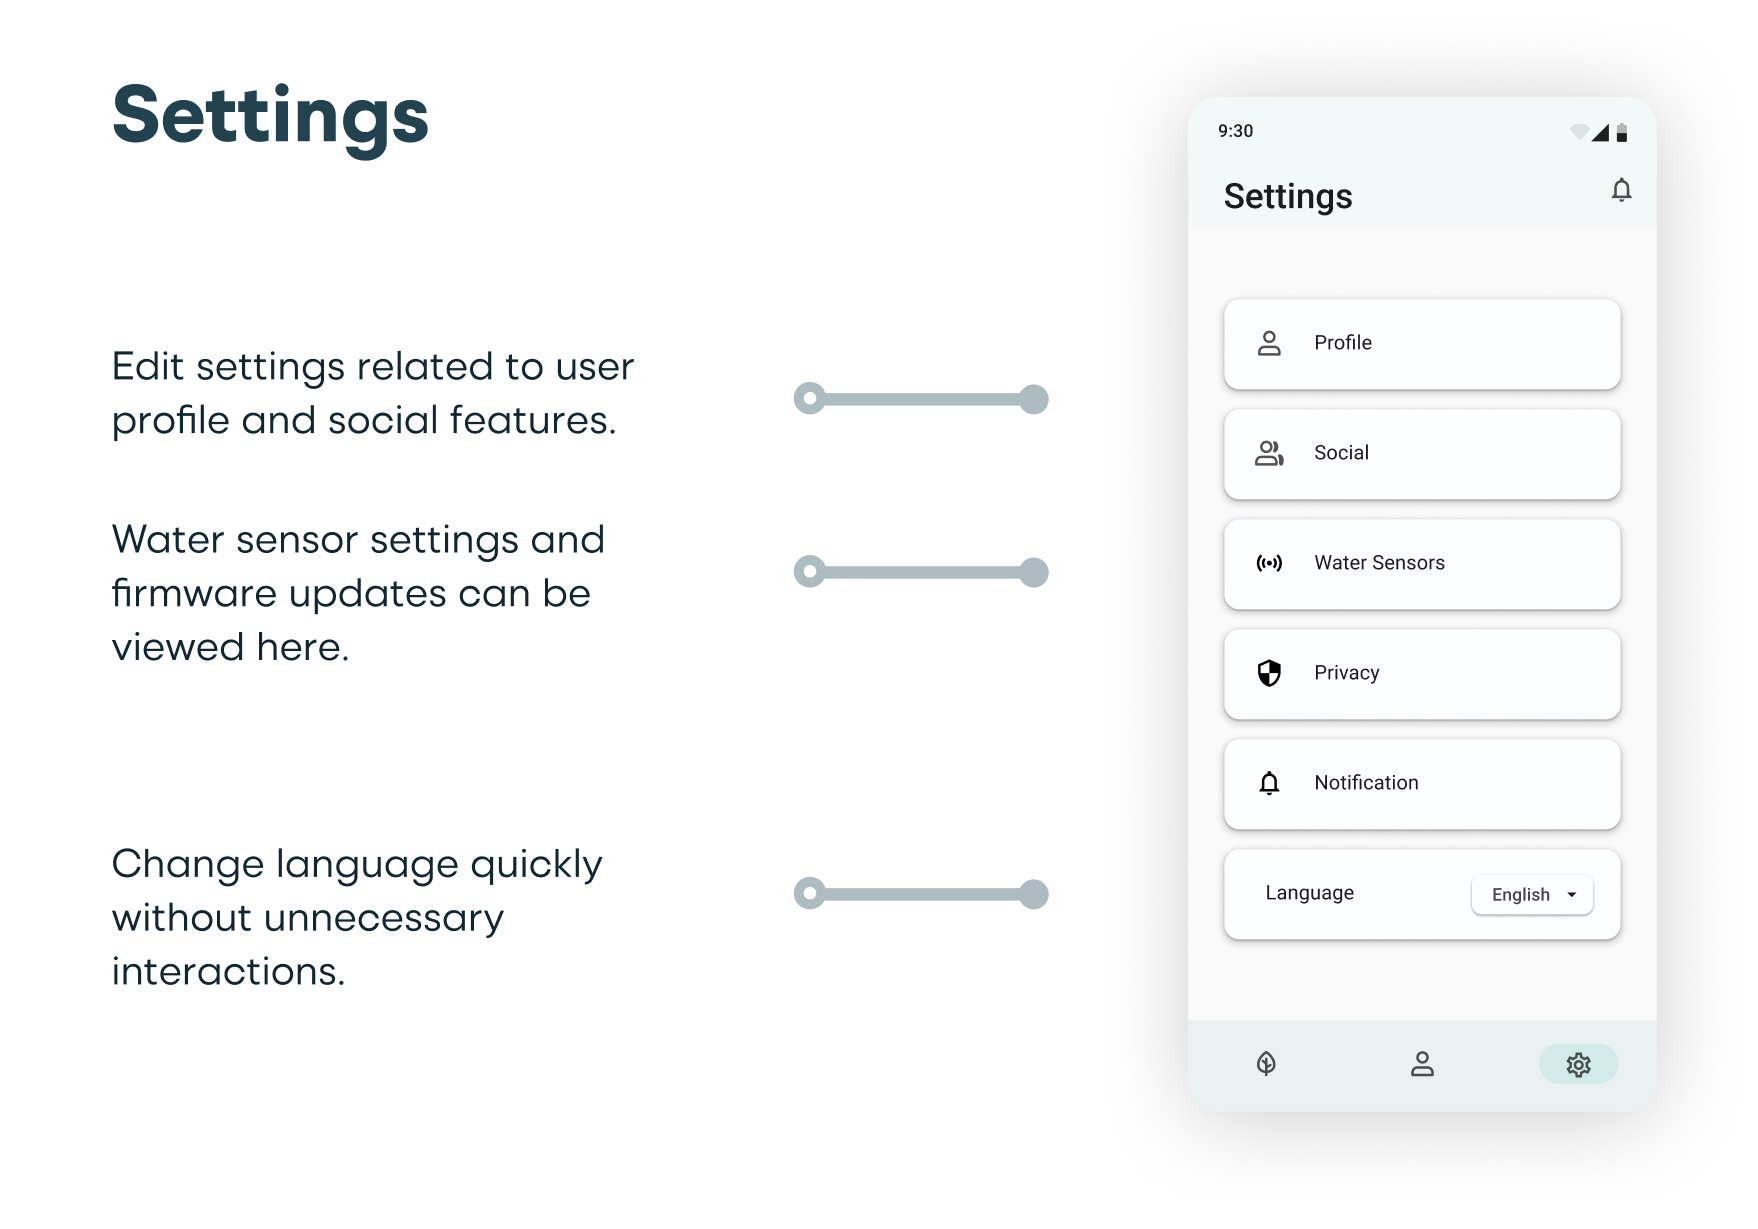 Settings
Edit settings related to user
profile and social features.
Water sensor settings and
firmware updates can be
viewed here.
Change language quickly
without unnecessary
interactions.
9:30
Settings
Profile
Social
Water Sensors
Privacy
Notification
Language
English